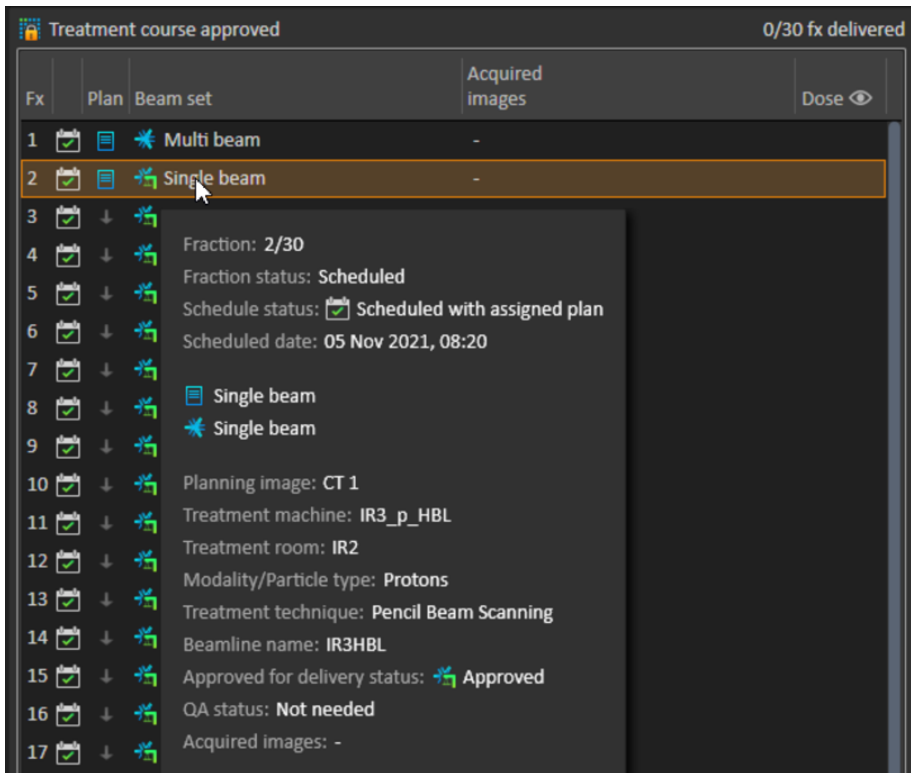 Treatment course approved 0/30 fx delivered
Fx Plan Beam set Acquired images Dose
1 Multi beam -
2 Single beam -
3
Fraction: 2/30
4
Fraction status: Scheduled
5
Schedule status: Scheduled with assigned plan
6
Scheduled date: 05 Nov 2021, 08:20
7
8
Single beam
9
Single beam
10
Planning image: CT 1
11
Treatment machine: IR3_p_HBL
12
Treatment room: IR2
13
Modality/Particle type: Protons
Treatment technique: Pencil Beam Scanning
14
Beamline name: IR3HBL
15
Approved for delivery status: Approved
16
QA status: Not needed
17
Acquired images: -